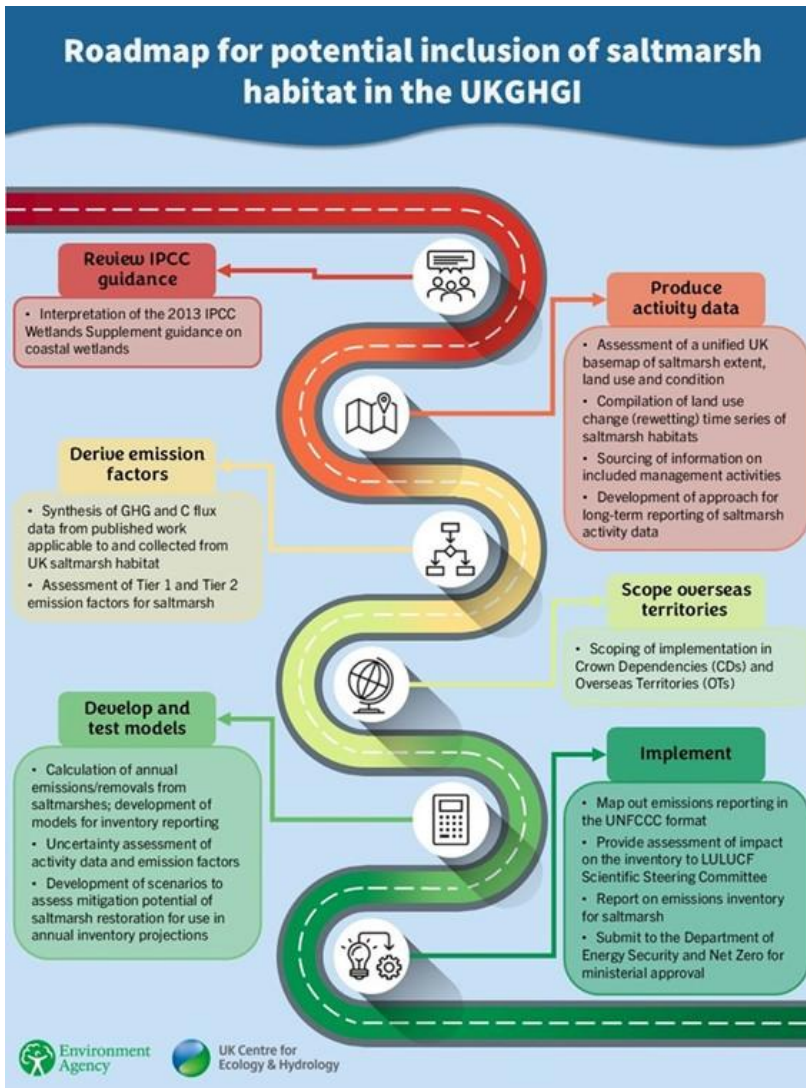 Roadmap for potential inclusion of saltmarsh
habitat in the UKGHGI
Review IPCC
guidance
• Interpretation of the 2013 IPCC
Wetlands Supplement guidance on
coastal wetlands
Produce
activity data
• Assessment of a unified UK
basemap of saltmarsh extent,
land use and condition
• Compilation of land use
change (rewetting) time series of
saltmarsh habitats
• Sourcing of information on
included management activities
• Development of approach for
long-term reporting of saltmarsh
activity data
Derive emission
factors
• Synthesis of GHG and C flux
data from published work
applicable to and collected from
UK saltmarsh habitat
• Assessment of Tier 1 and Tier 2
emission factors for saltmarsh
Scope overseas
territories
• Scoping of implementation in
Crown Dependencies (CDs) and
Overseas Territories (OTs)
Develop and
test models
• Calculation of annual
emissions/removals from
saltmarshes; development of
models for inventory reporting
• Uncertainty assessment of
activity data and emission factors
• Development of scenarios to
assess mitigation potential of
saltmarsh restoration for use in
annual inventory projections
Implement
• Map out emissions reporting in
the UNFCCC format
• Provide assessment of impact
on the inventory to LULUCF
Scientific Steering Committee
• Report on emissions inventory
for saltmarsh
• Submit to the Department of
Energy Security and Net Zero for
ministerial approval
Environment
Agency
UK Centre for
Ecology & Hydrology